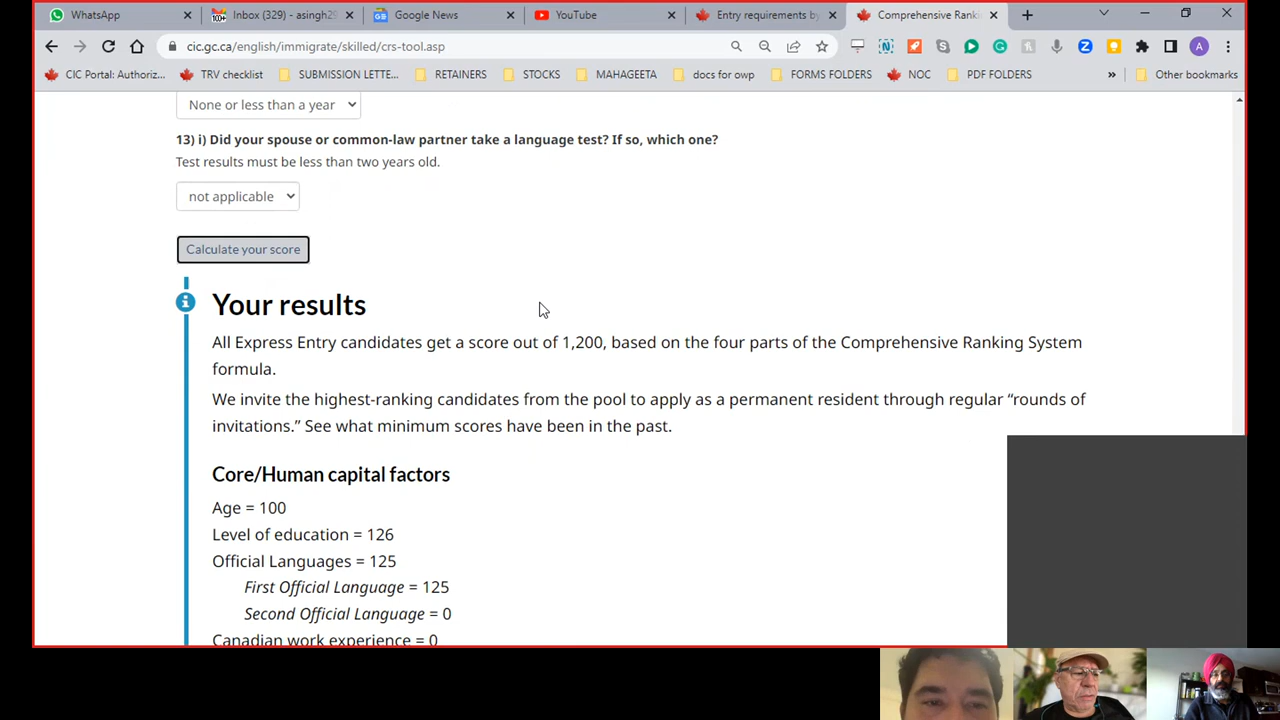 WhatsApp
Inbox (329) - asingh29
Google News
YouTube
Entry requirements by
Comprehensive Rank
cic.gc.ca/english/immigrate/skilled/crs-tool.asp
CIC Portal: Authoriz...
TRV checklist
SUBMISSION LETTE...
RETAINERS
STOCKS
MAHAGEETA
docs for owp
FORMS FOLDERS
NOC
PDF FOLDERS
»
Other bookmarks
None or less than a year
13) i) Did your spouse or common-law partner take a language test? If so, which one?
Test results must be less than two years old.
not applicable
Calculate your score
Your results
All Express Entry candidates get a score out of 1,200, based on the four parts of the Comprehensive Ranking System
formula.
We invite the highest-ranking candidates from the pool to apply as a permanent resident through regular “rounds of
invitations.” See what minimum scores have been in the past.
Core/Human capital factors
Age = 100
Level of education = 126
Official Languages = 125
First Official Language = 125
Second Official Language = 0
Canadian work experience = 0